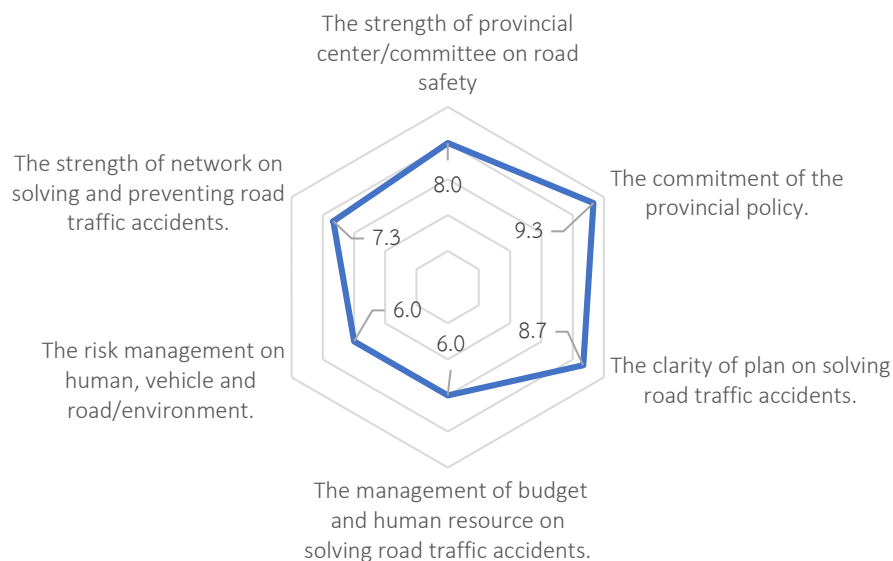 The strength of provincial
center/committee on road
safety
The commitment of the
provincial policy.
The clarity of plan on solving
road traffic accidents.
The management of budget
and human resource on
solving road traffic accidents.
The risk management on
human, vehicle and
road/environment.
The strength of network on
solving and preventing road
traffic accidents.
8.0
9.3
8.7
6.0
6.0
7.3